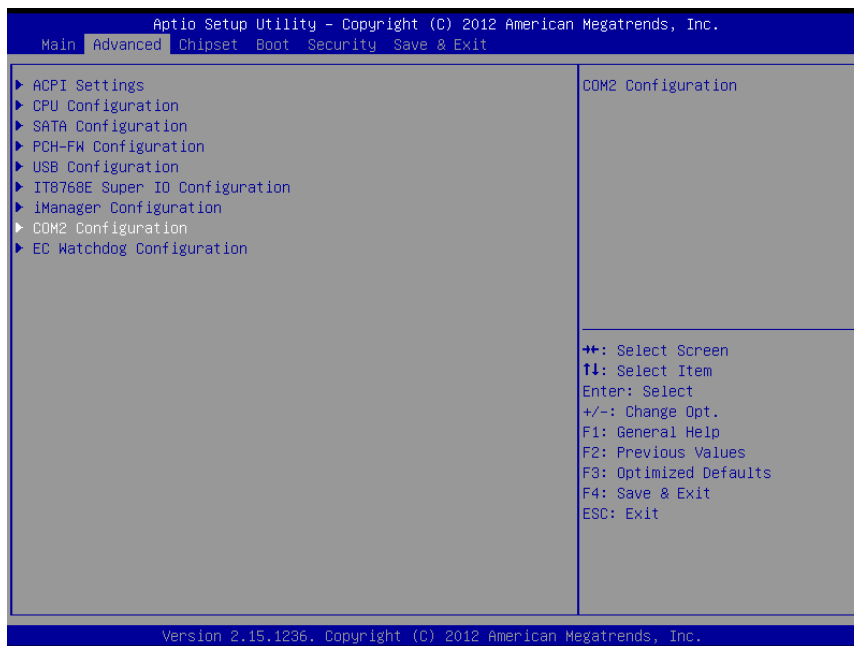 Aptio Setup Utility – Copyright (C) 2012 American Megatrends, Inc.
Main Advanced Chipset Boot Security Save & Exit
▶ ACPI Settings
▶ CPU Configuration
▶ SATA Configuration
▶ PCH-FW Configuration
▶ USB Configuration
▶ IT8768E Super IO Configuration
▶ iManager Configuration
▶ COM2 Configuration
▶ EC Watchdog Configuration
COM2 Configuration
→←: Select Screen
↑↓: Select Item
Enter: Select
+/-: Change Opt.
F1: General Help
F2: Previous Values
F3: Optimized Defaults
F4: Save & Exit
ESC: Exit
Version 2.15.1236. Copyright (C) 2012 American Megatrends, Inc.